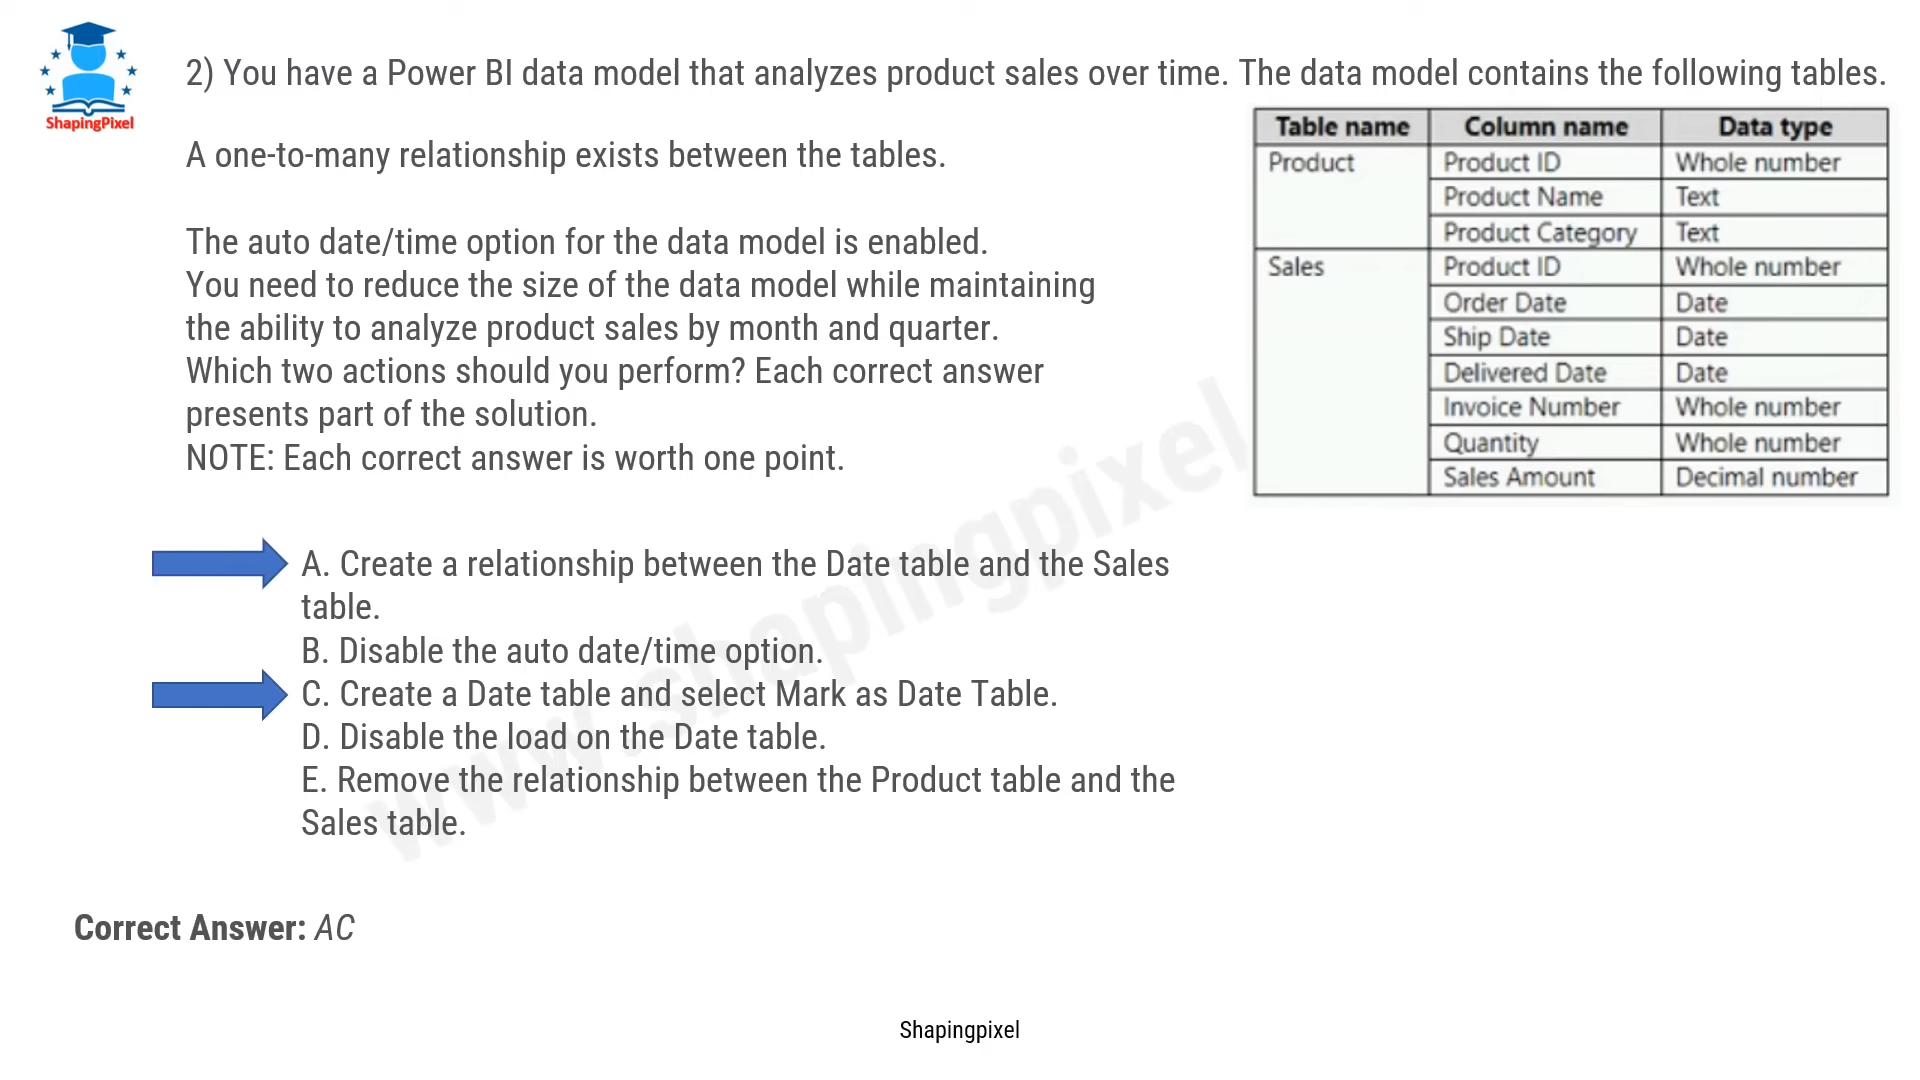 ShapingPixel
2) You have a Power BI data model that analyzes product sales over time. The data model contains the following tables.
A one-to-many relationship exists between the tables.
The auto date/time option for the data model is enabled.
You need to reduce the size of the data model while maintaining
the ability to analyze product sales by month and quarter.
Which two actions should you perform? Each correct answer
presents part of the solution.
NOTE: Each correct answer is worth one point.
Table name Column name Data type
Product Product ID Whole number
Product Name Text
Product Category Text
Sales Product ID Whole number
Order Date Date
Ship Date Date
Delivered Date Date
Invoice Number Whole number
Quantity Whole number
Sales Amount Decimal number
A. Create a relationship between the Date table and the Sales
table.
B. Disable the auto date/time option.
C. Create a Date table and select Mark as Date Table.
D. Disable the load on the Date table.
E. Remove the relationship between the Product table and the
Sales table.
www.shapingpixel
Correct Answer: AC
Shapingpixel